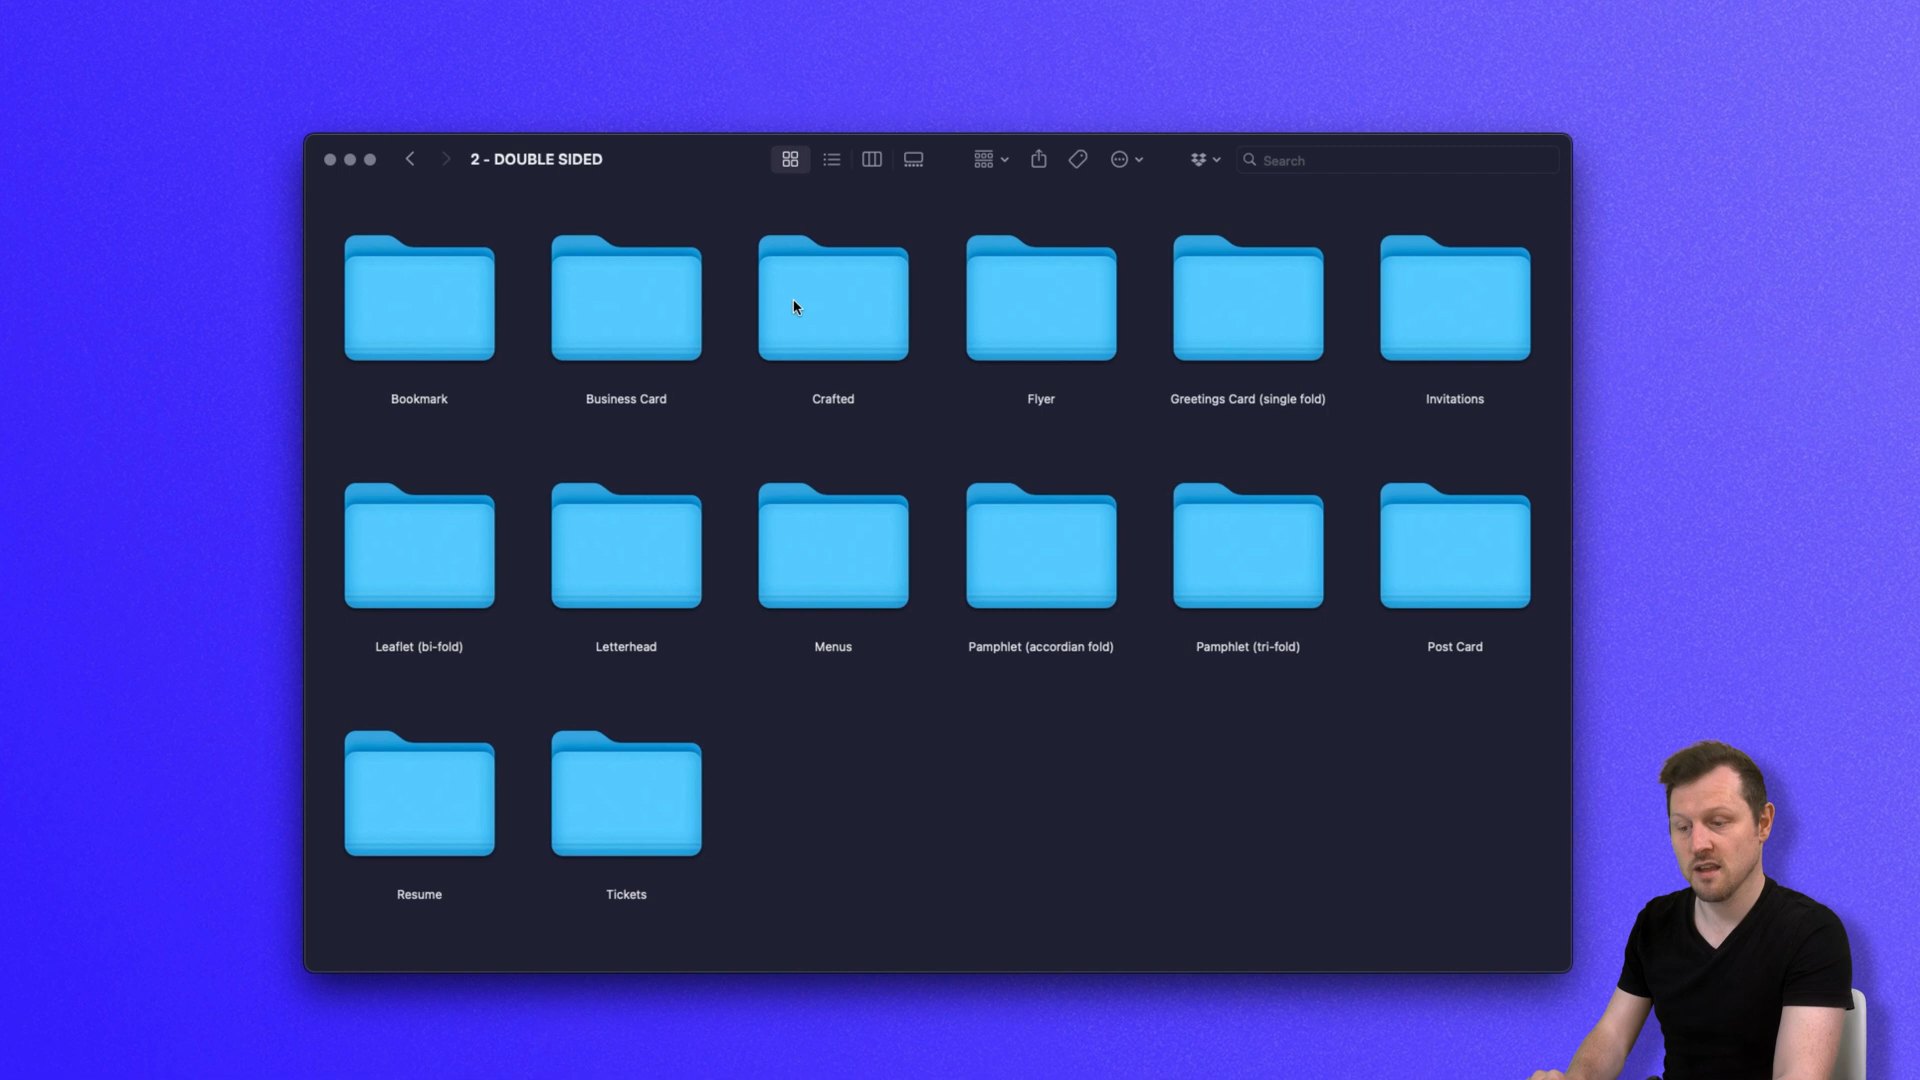 2 - DOUBLE SIDED
Search
Bookmark
Business Card
Crafted
Flyer
Greetings Card (single fold)
Invitations
Leaflet (bi-fold)
Letterhead
Menus
Pamphlet (accordian fold)
Pamphlet (tri-fold)
Post Card
Resume
Tickets